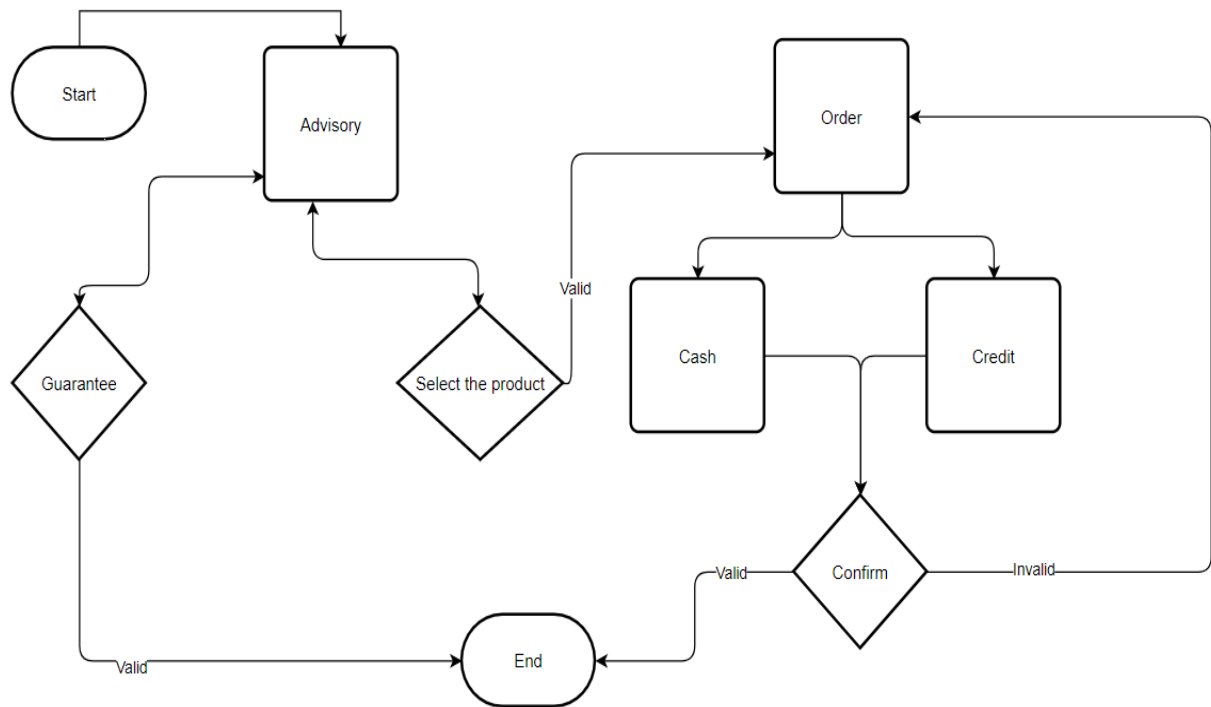 Start
Advisory
Order
Valid
Cash
Credit
Guarantee
Select the product
Valid
Confirm
Invalid
Valid
End